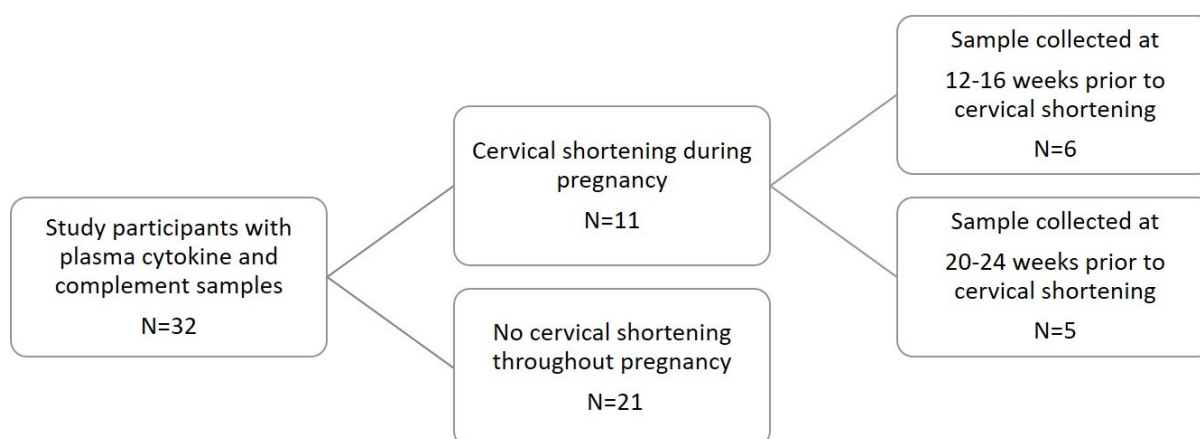 Study participants with
plasma cytokine and
complement samples
N=32
Cervical shortening during
pregnancy
N=11
No cervical shortening
throughout pregnancy
N=21
Sample collected at
12-16 weeks prior to
cervical shortening
N=6
Sample collected at
20-24 weeks prior to
cervical shortening
N=5